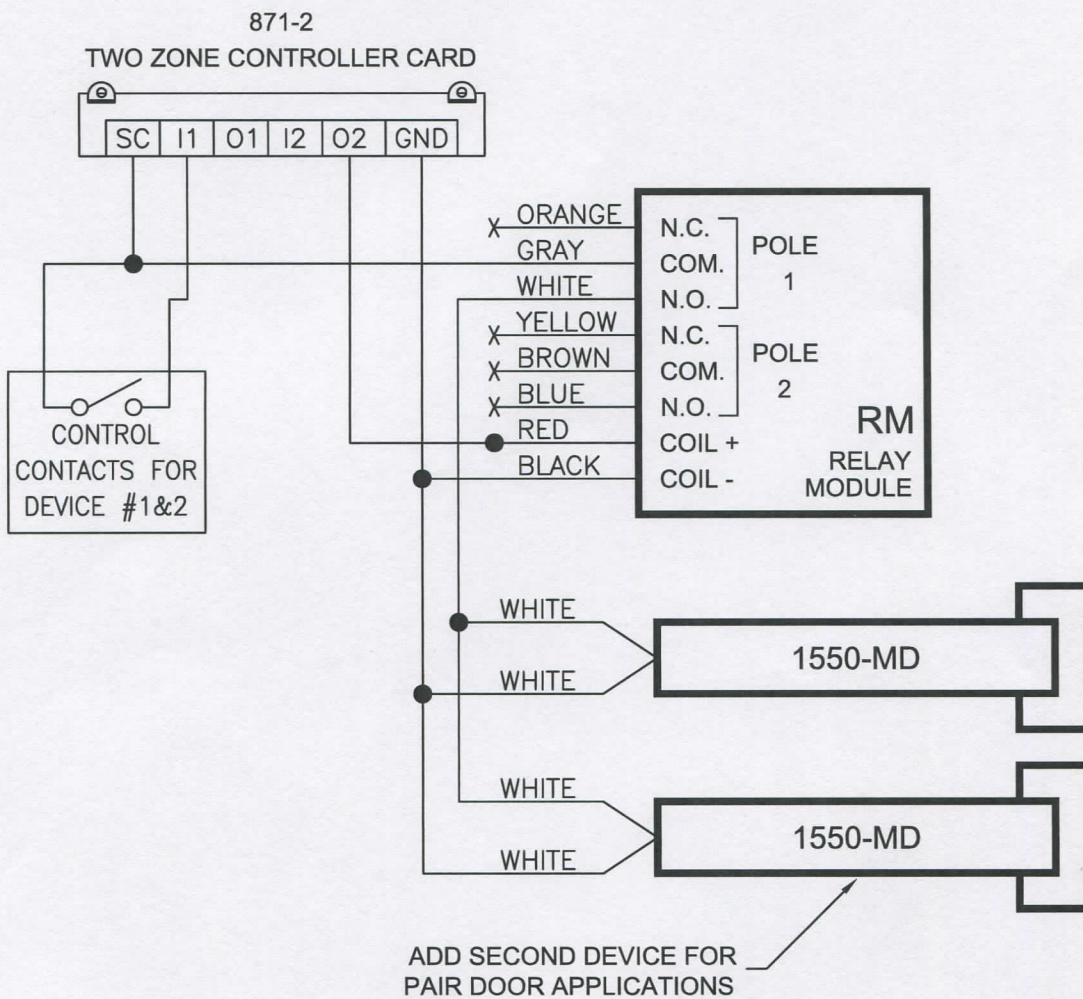 871-2
TWO ZONE CONTROLLER CARD
SC I1 O1 I2 O2 GND
ORANGE N.C.
GRAY COM. POLE 1
WHITE N.O.
YELLOW N.C.
BROWN COM. POLE 2
BLUE N.O.
RED COIL +
BLACK COIL -
RM
RELAY
MODULE
CONTROL
CONTACTS FOR
DEVICE #1&2
WHITE
1550-MD
WHITE
WHITE
1550-MD
WHITE
ADD SECOND DEVICE FOR
PAIR DOOR APPLICATIONS